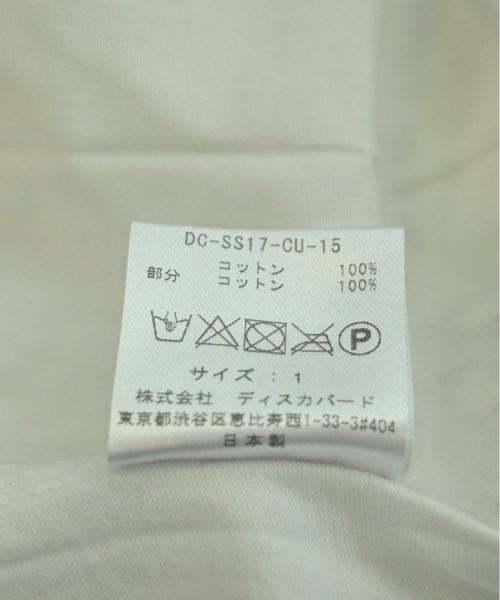 DC-SS17-CU-15
コットン 100%
部分 コットン 100%
P
サイズ : 1
株式会社 ディスカバード
東京都渋谷区恵比寿西1-33-3#404
日本製